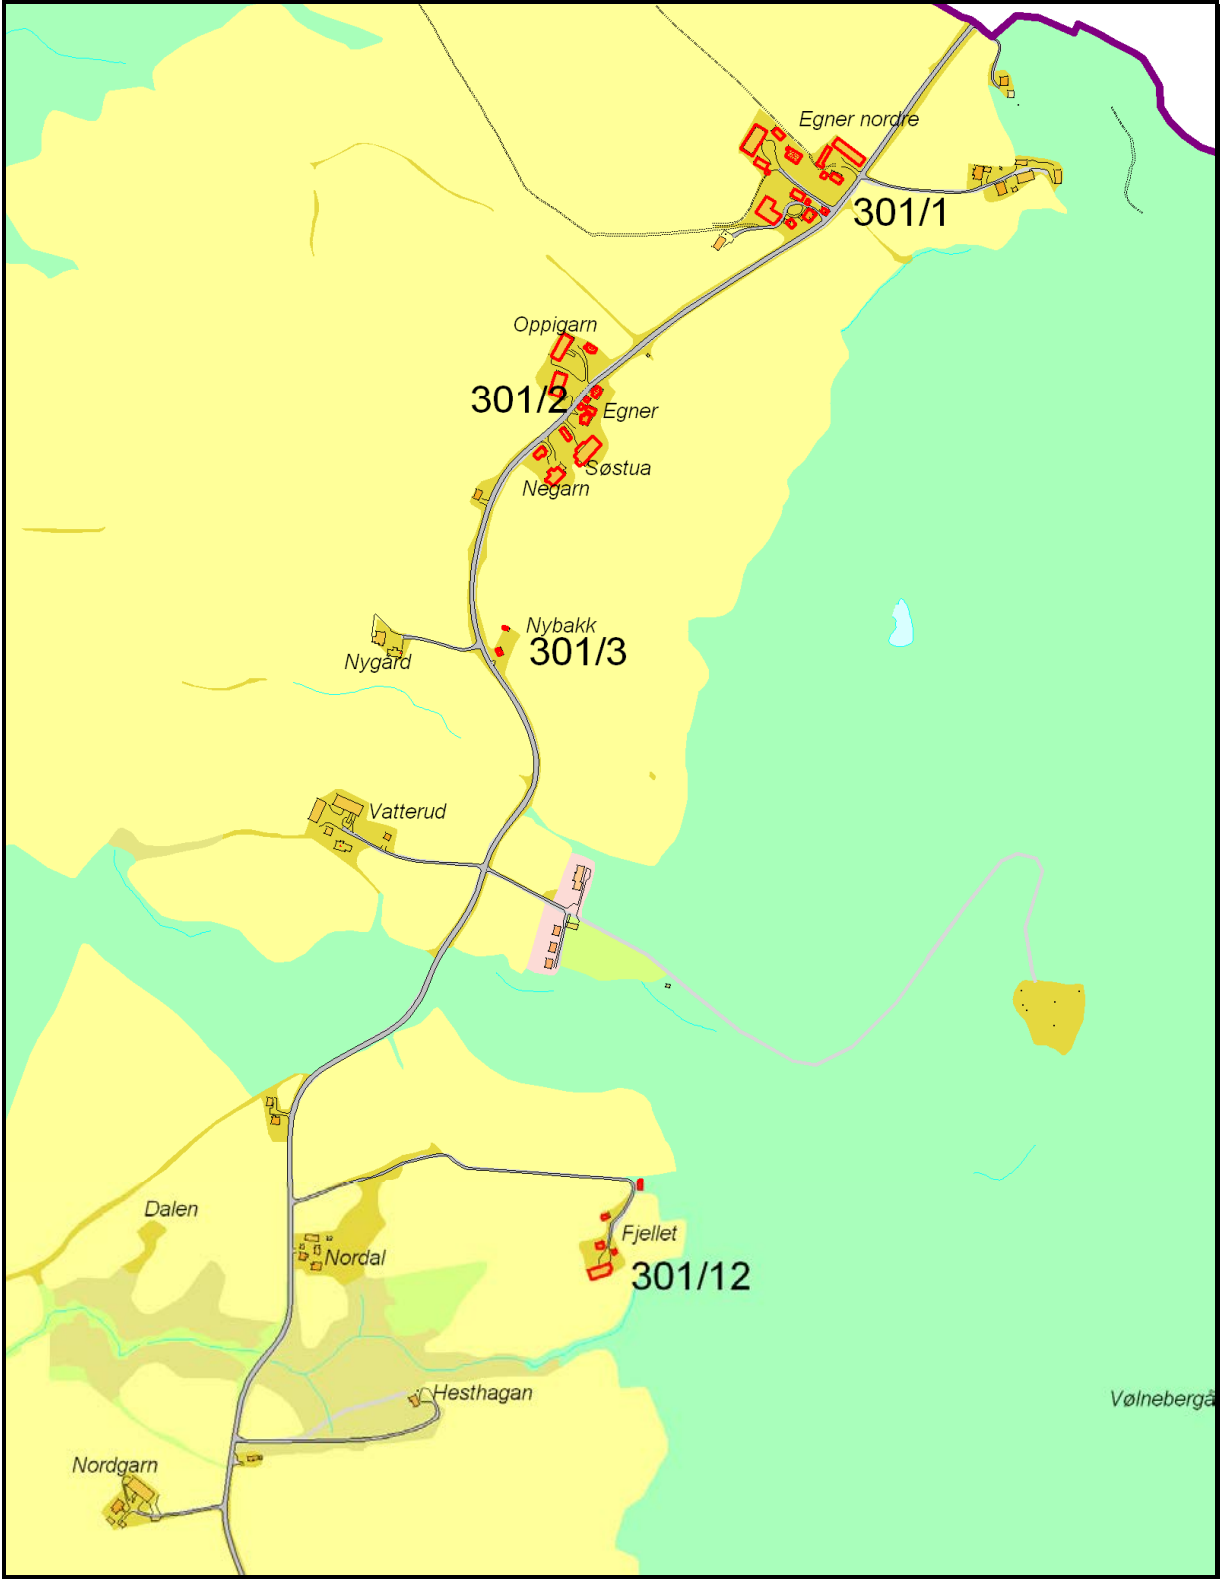 Egner nordre
301/1
Oppigarn
301/2
Egner
Søstua
Negarn
Nybakk
301/3
Nygård
Vatterud
Dalen
Fjellet
Nordal
301/12
Hesthagan
Vølnebergå
Nordgarn